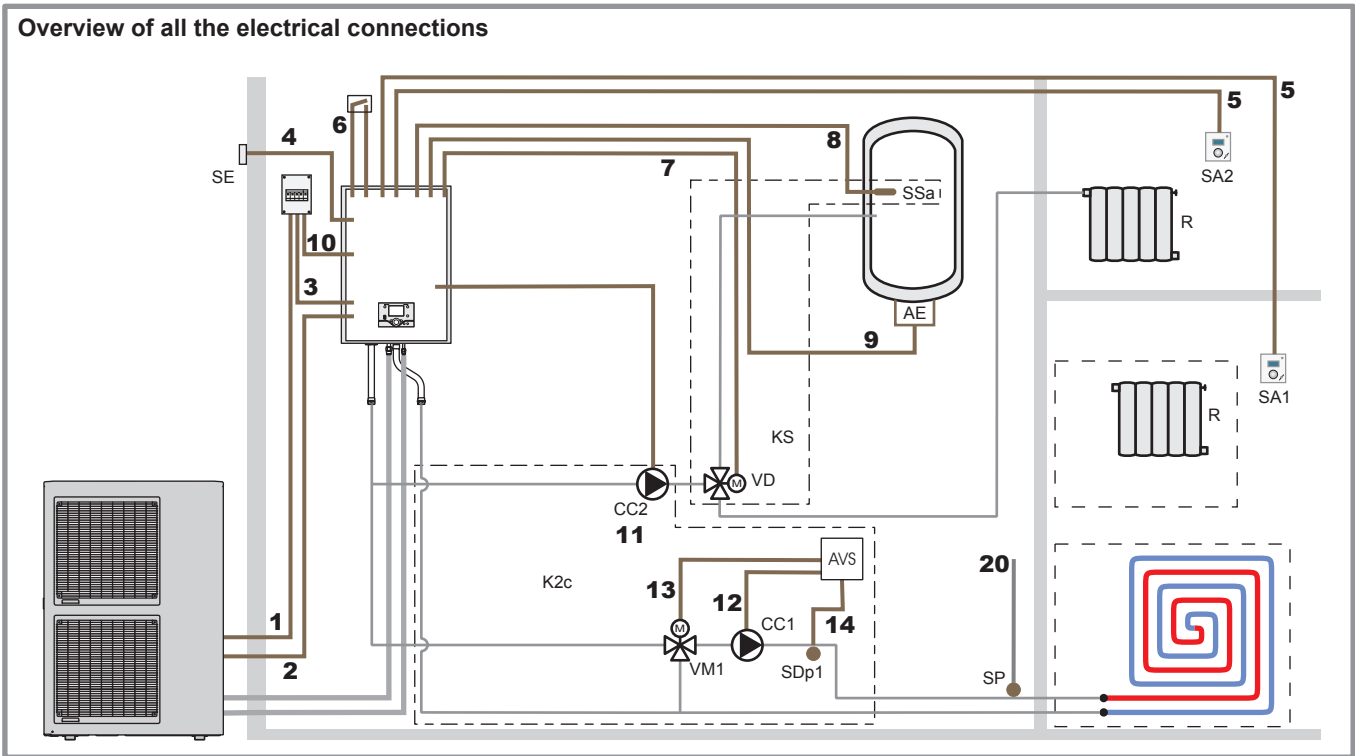 Overview of all the electrical connections
5
5
6
4
8
7
SE
SA2
SSa
R
10
3
AE
9
SA1
R
KS
M
VD
CC2
11
AVS
20
K2c
13
12
14
M
CC1
1
VM1
SDp1
SP
2